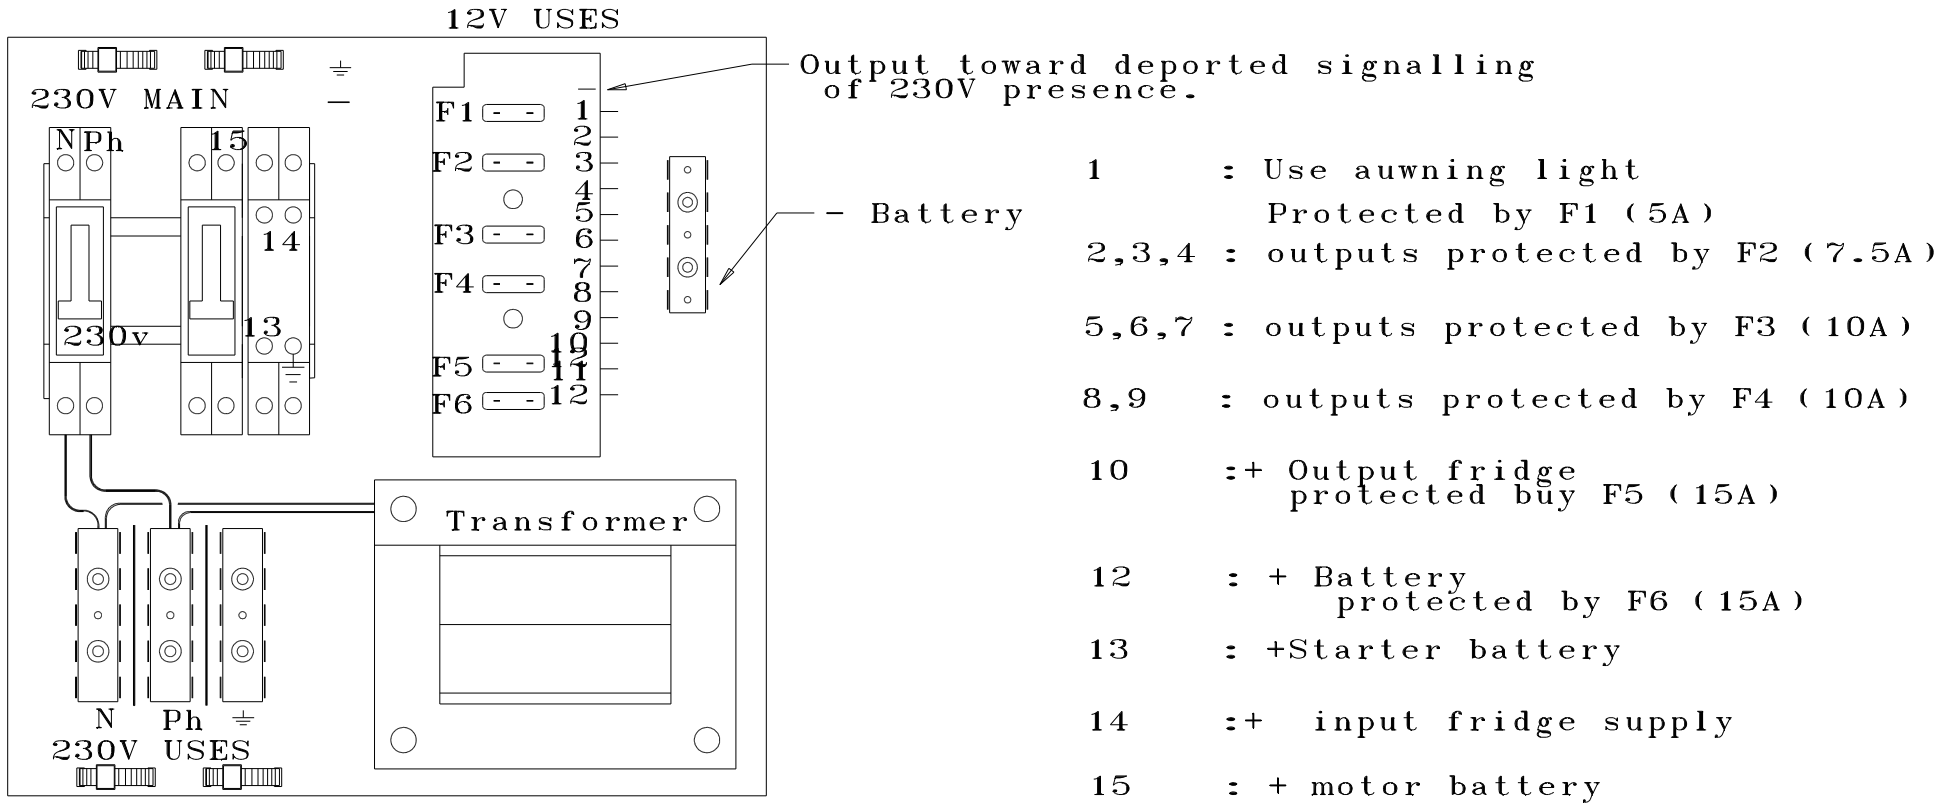 12V USES
230V MAIN
N Ph
15
14
13
230v
F1
F2
F3
F4
F5
F6
1
2
3
4
5
6
7
8
9
10
12
11
12
Transformer
N Ph
230V USES
Output toward deported signalling
of 230V presence.
- Battery
1 : Use auwning light
Protected by F1 (5A)
2,3,4 : outputs protected by F2 (7.5A)
5,6,7 : outputs protected by F3 (10A)
8,9 : outputs protected by F4 (10A)
10 :+ Output fridge
protected buy F5 (15A)
12 : + Battery
protected by F6 (15A)
13 : +Starter battery
14 :+ input fridge supply
15 : + motor battery